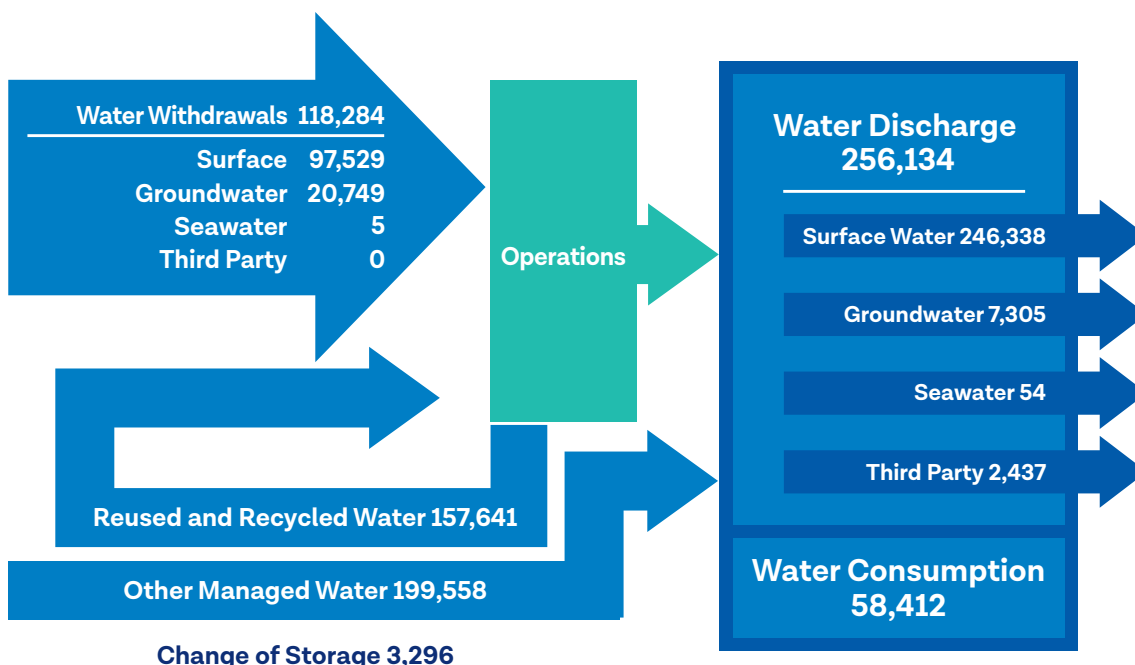 Water Withdrawals 118,284
Surface 97,529
Groundwater 20,749
Seawater 5
Third Party 0
Operations
Reused and Recycled Water 157,641
Other Managed Water 199,558
Change of Storage 3,296
Water Discharge
256,134
Surface Water 246,338
Groundwater 7,305
Seawater 54
Third Party 2,437
Water Consumption
58,412